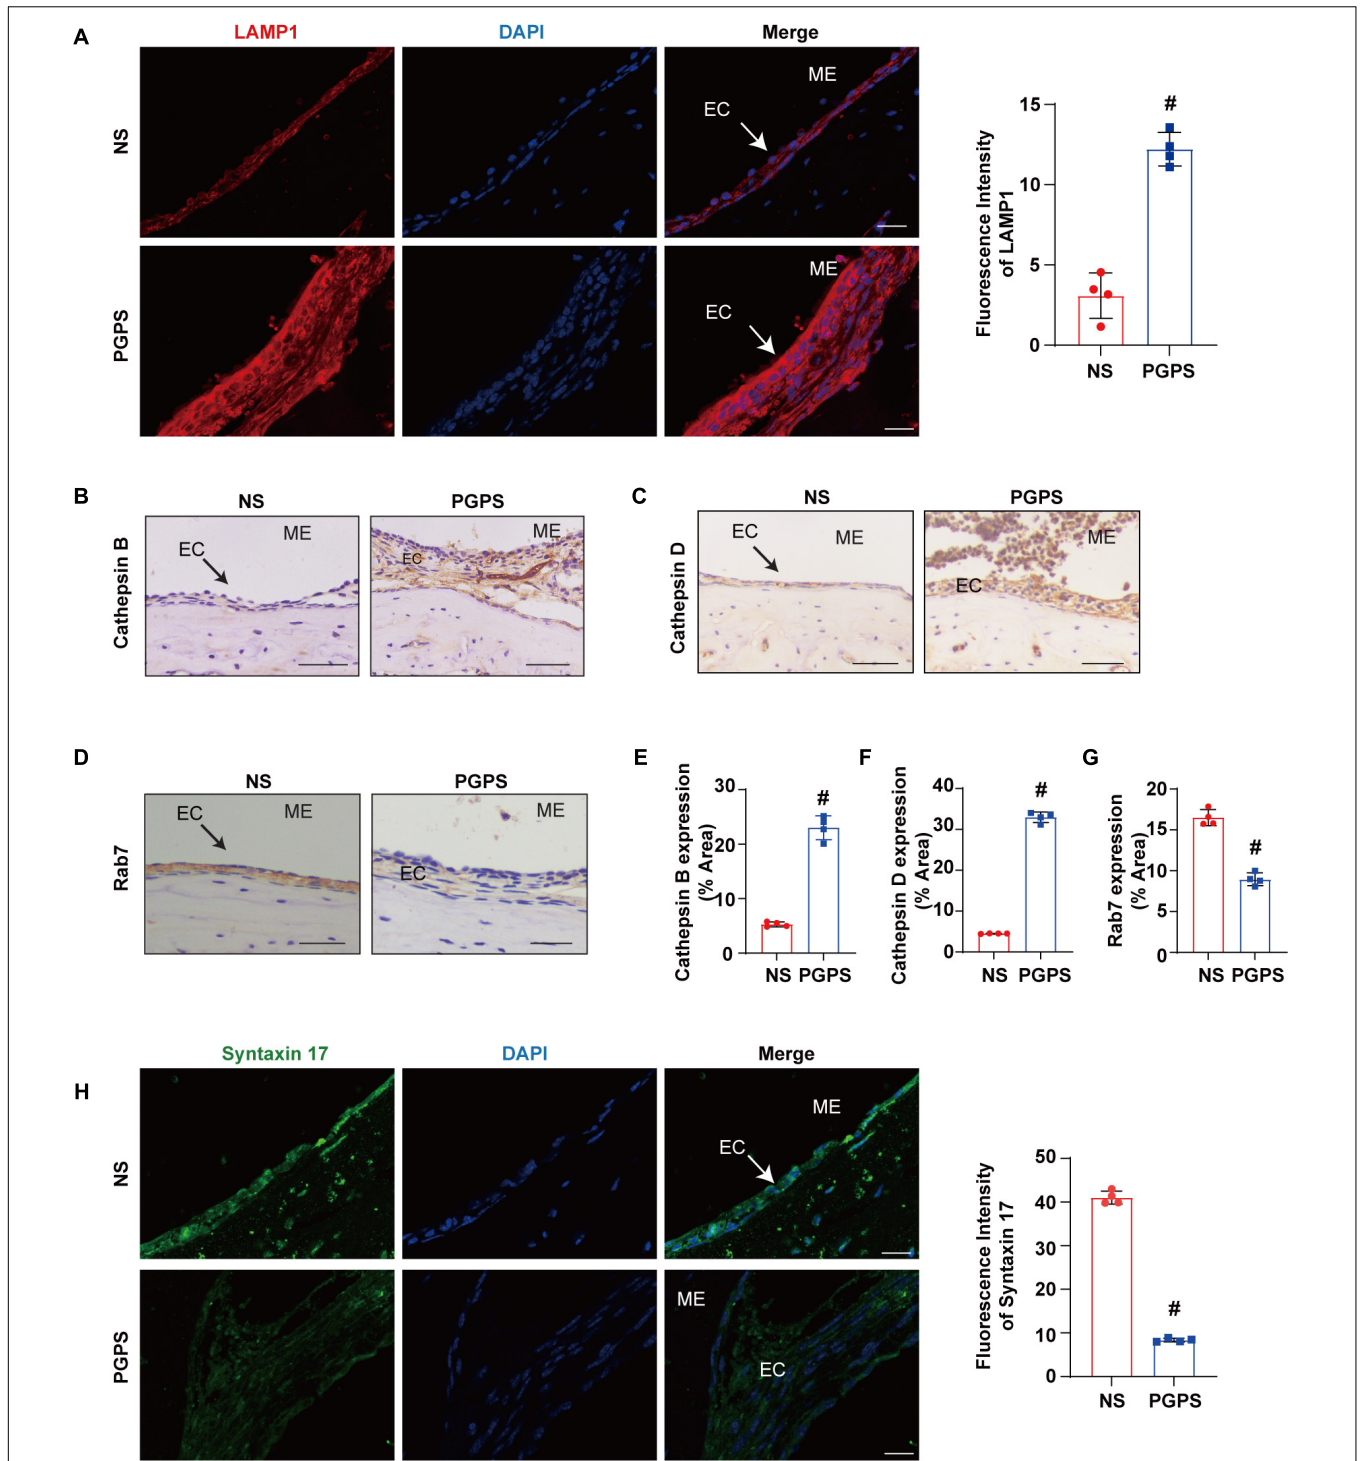 A
LAMP1
DAPI
Merge
NS
EC
ME
PGPS
EC
ME
Fluorescence Intensity
of LAMP1
15
10
5
0
#
NS
PGPS
B
NS
PGPS
Cathepsin B
EC
ME
EC
ME
C
NS
PGPS
Cathepsin D
EC
ME
EC
ME
D
NS
PGPS
Rab7
EC
ME
EC
ME
E
Cathepsin B expression
(% Area)
30
20
10
0
#
NS PGPS
F
Cathepsin D expression
(% Area)
40
30
20
10
0
#
NS PGPS
G
Rab7 expression
(% Area)
20
15
10
5
0
#
NS PGPS
H
Syntaxin 17
DAPI
Merge
NS
EC
ME
PGPS
ME
EC
Fluorescence Intensity
of Syntaxin 17
50
40
30
20
10
0
#
NS
PGPS